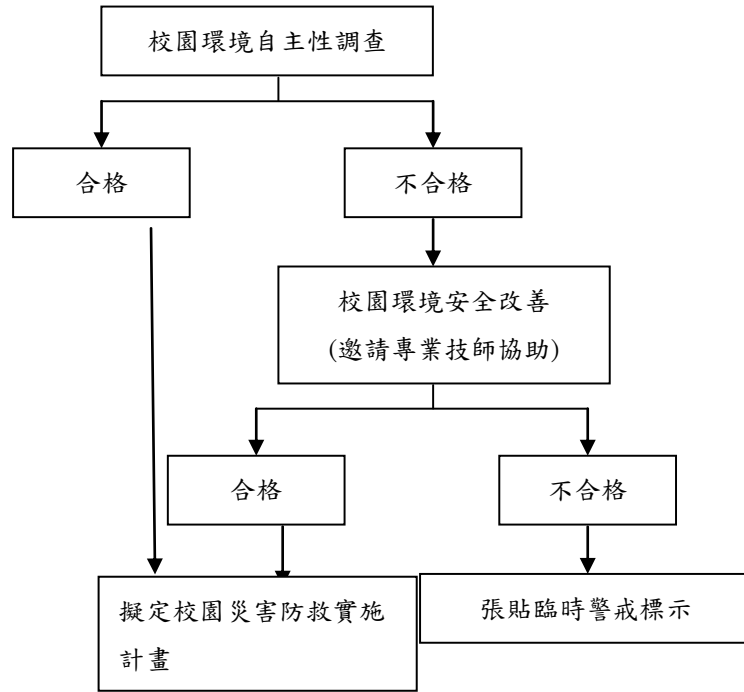 校園環境自主性調查
合格
不合格
校園環境安全改善
(邀請專業技師協助)
合格
不合格
擬定校園災害防救實施
計畫
張貼臨時警戒標示